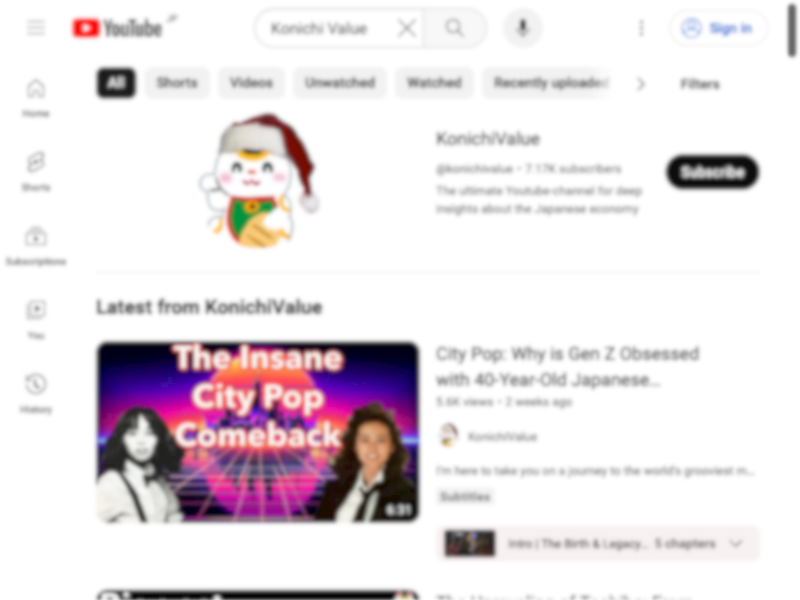 YouTube JP
Konichi Value
Sign in
All
Shorts
Videos
Unwatched
Watched
Recently uploaded
Filters
Home
Shorts
Subscriptions
You
History
KonichiValue
@konichivalue • 7.17K subscribers
The ultimate Youtube-channel for deep
insights about the Japanese economy
Subscribe
Latest from KonichiValue
The Insane
City Pop
Comeback
6:31
City Pop: Why is Gen Z Obsessed
with 40-Year-Old Japanese...
5.6K views • 2 weeks ago
KonichiValue
I'm here to take you on a journey to the world's grooviest m...
Subtitles
Intro | The Birth & Legacy... 5 chapters